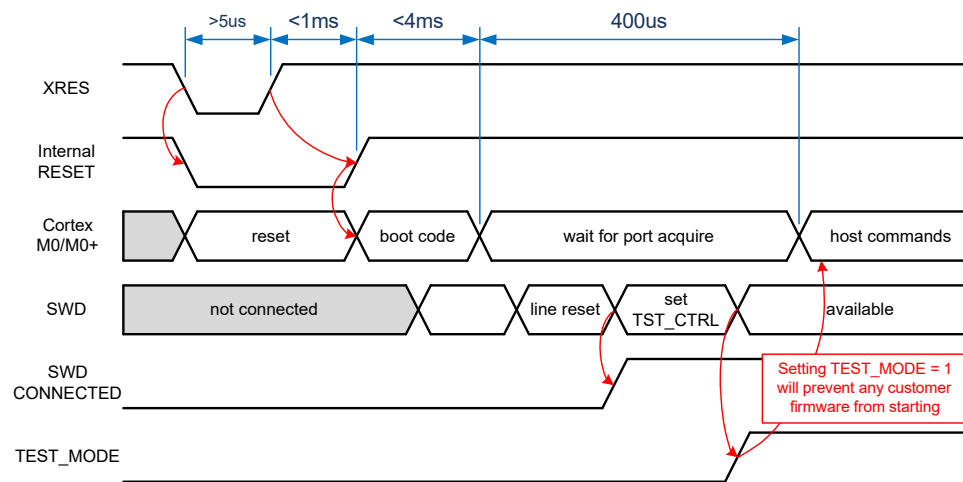 >5us <1ms <4ms 400us
XRES
Internal
RESET
Cortex
M0/M0+
reset boot code wait for port acquire host commands
SWD
not connected line reset set
TST_CTRL
available
SWD
CONNECTED
Setting TEST_MODE = 1
will prevent any customer
firmware from starting
TEST_MODE